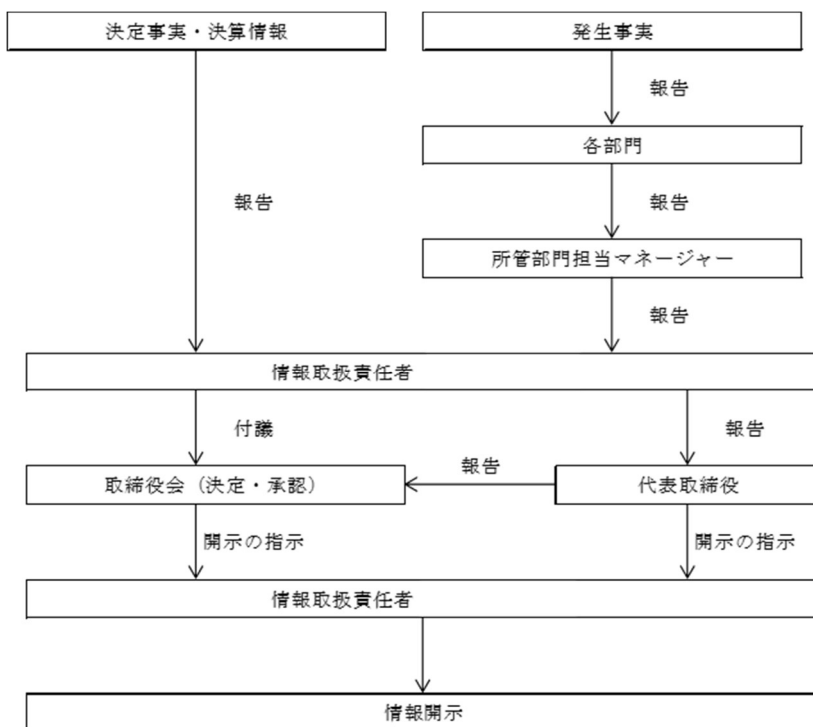 決定事実・決算情報
発生事実
報告
各部門
報告
報告
所管部門担当マネージャー
報告
情報取扱責任者
付議
報告
取締役会（決定・承認）
報告
代表取締役
開示の指示
開示の指示
情報取扱責任者
情報開示